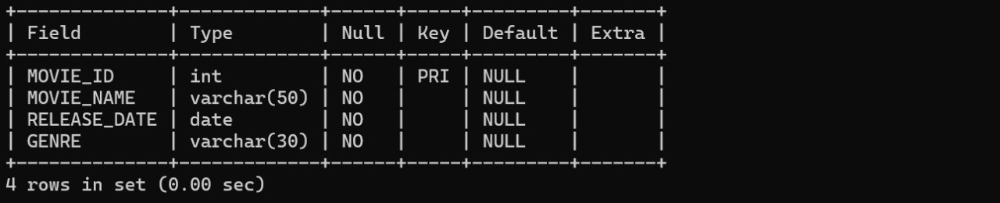 +--------------+-------------+------+-----+---------+-------+
| Field        | Type        | Null | Key | Default | Extra |
+--------------+-------------+------+-----+---------+-------+
| MOVIE_ID     | int         | NO   | PRI | NULL    |       |
| MOVIE_NAME   | varchar(50) | NO   |     | NULL    |       |
| RELEASE_DATE | date        | NO   |     | NULL    |       |
| GENRE        | varchar(30) | NO   |     | NULL    |       |
+--------------+-------------+------+-----+---------+-------+
4 rows in set (0.00 sec)